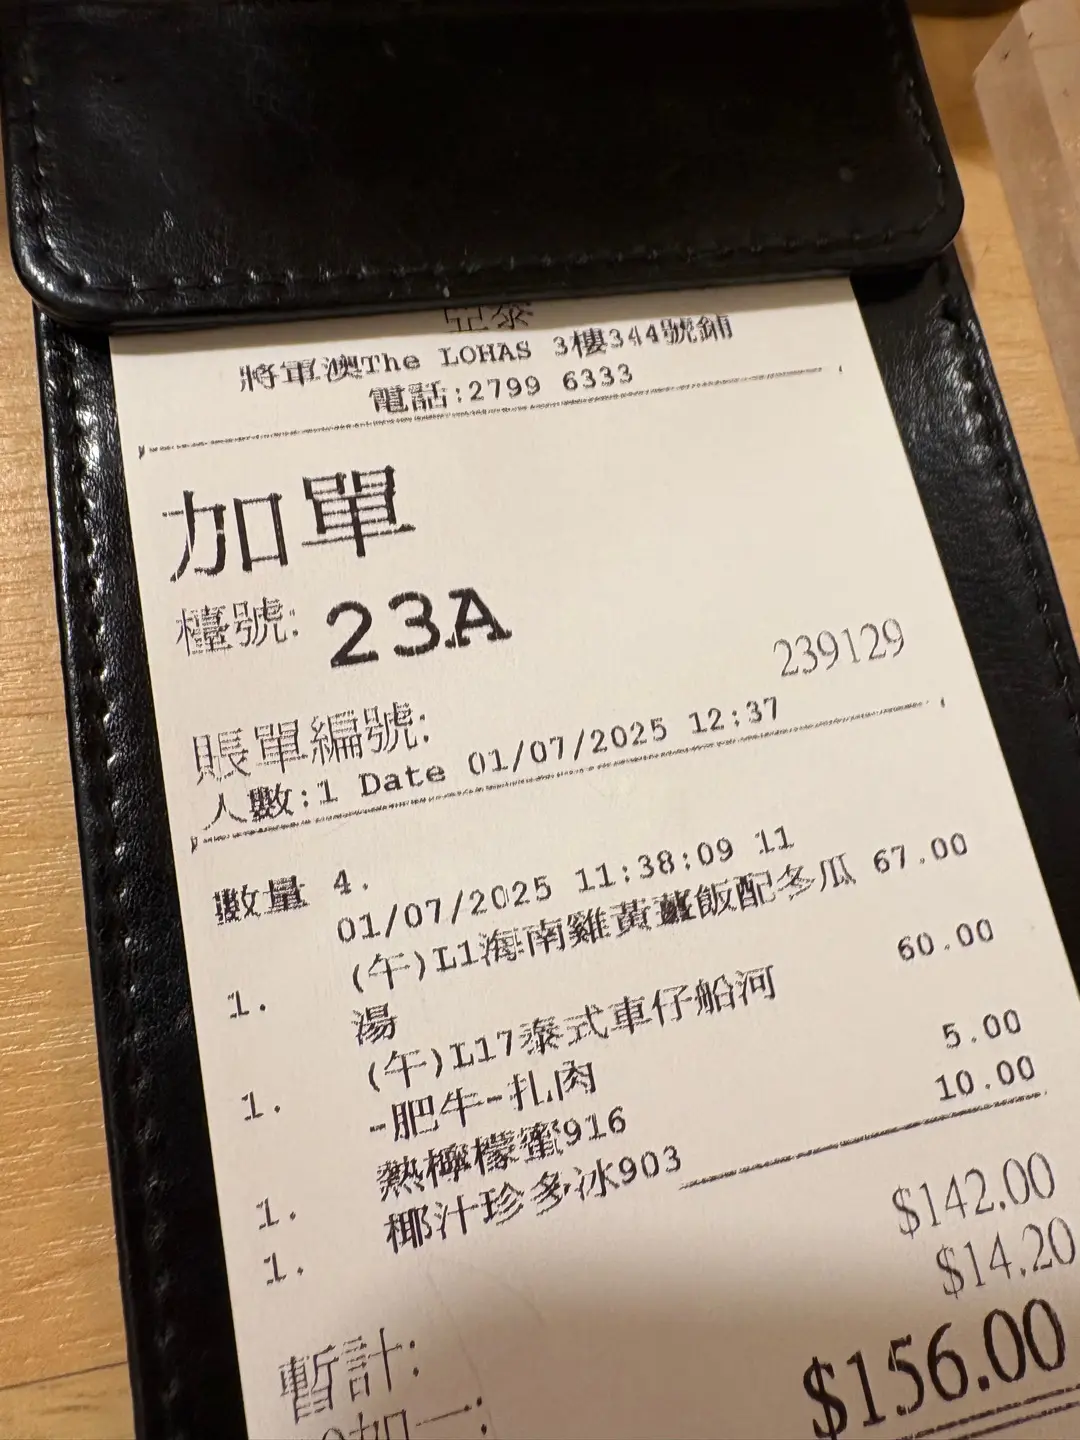 亞泰
將軍澳The LOHAS 3樓344號鋪
電話:2799 6333
加單
檯號: 23A
239129
賬單編號:
人數:1 Date 01/07/2025 12:37
數量 4.
01/07/2025 11:38:09 11
1. (午)L1海南雞黃薑飯配冬瓜 67.00
湯
1. (午)L17泰式車仔船河 60.00
-肥牛-扎肉
1. 熱檸檬蜜916 5.00
1. 椰汁珍多冰903 10.00
暫計: $142.00
加一: $14.20
$156.00